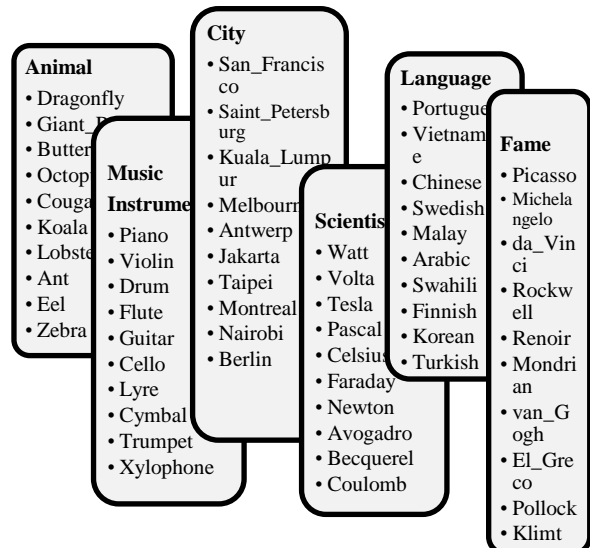 Animal
• Dragonfly
• Giant_
• Butter
• Octop
• Couga
• Koala
• Lobste
• Ant
• Eel
• Zebra
Music
Instrume
• Piano
• Violin
• Drum
• Flute
• Guitar
• Cello
• Lyre
• Cymbal
• Trumpet
• Xylophone
City
• San_Francis
co
• Saint_Petersb
urg
• Kuala_Lump
ur
• Melbourn
• Antwerp
• Jakarta
• Taipei
• Montreal
• Nairobi
• Berlin
Scientis
• Watt
• Volta
• Tesla
• Pascal
• Celsius
• Faraday
• Newton
• Avogadro
• Becquerel
• Coulomb
Language
• Portugue
• Vietnam
e
• Chinese
• Swedish
• Malay
• Arabic
• Swahili
• Finnish
• Korean
• Turkish
Fame
• Picasso
• Michela
ngelo
• da_Vin
ci
• Rockw
ell
• Renoir
• Mondri
an
• van_G
ogh
• El_Gre
co
• Pollock
• Klimt